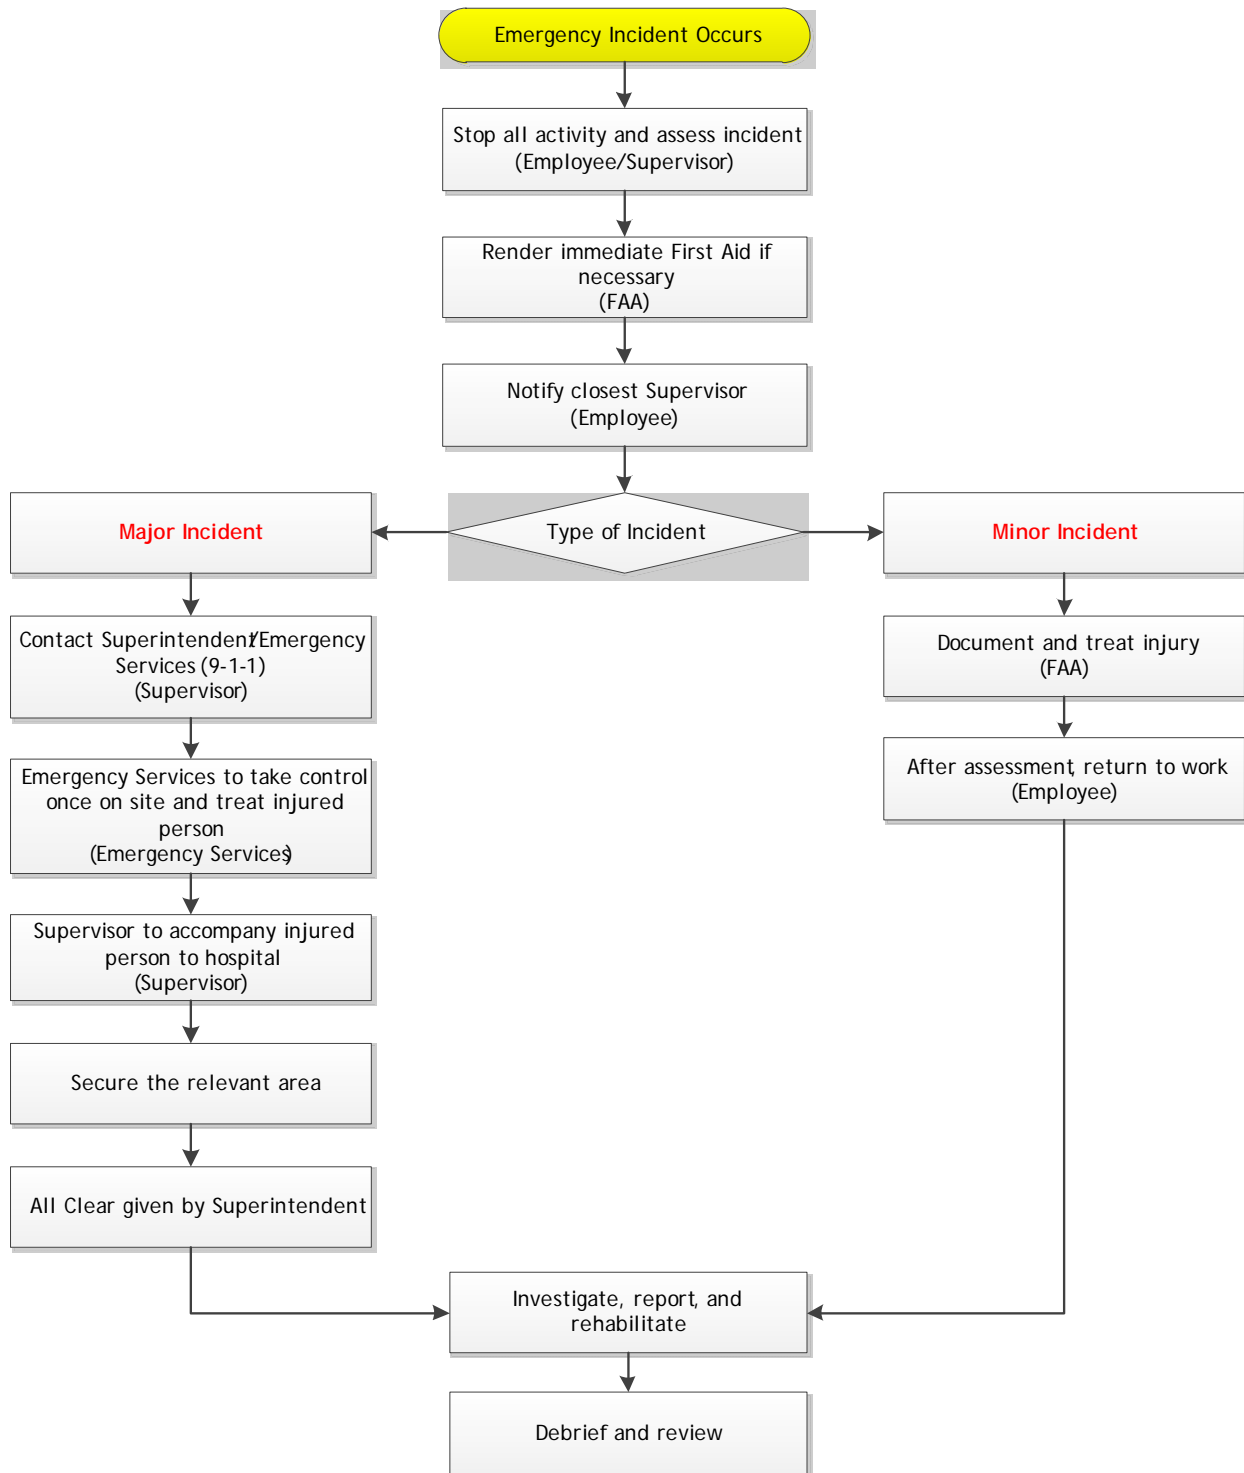 Emergency Incident Occurs
Stop all activity and assess incident
(Employee/Supervisor)
Render immediate First Aid if
necessary
(FAA)
Notify closest Supervisor
(Employee)
Type of Incident
Major Incident
Contact Superintendent/Emergency
Services (9-1-1)
(Supervisor)
Emergency Services to take control
once on site and treat injured
person
(Emergency Services)
Supervisor to accompany injured
person to hospital
(Supervisor)
Secure the relevant area
All Clear given by Superintendent
Minor Incident
Document and treat injury
(FAA)
After assessment, return to work
(Employee)
Investigate, report, and
rehabilitate
Debrief and review